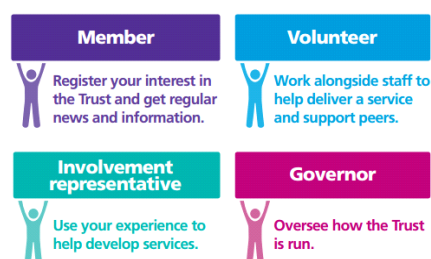 Member
Register your interest in
the Trust and get regular
news and information.
Volunteer
Work alongside staff to
help deliver a service
and support peers.
Involvement
representative
Use your experience to
help develop services.
Governor
Oversee how the Trust
is run.